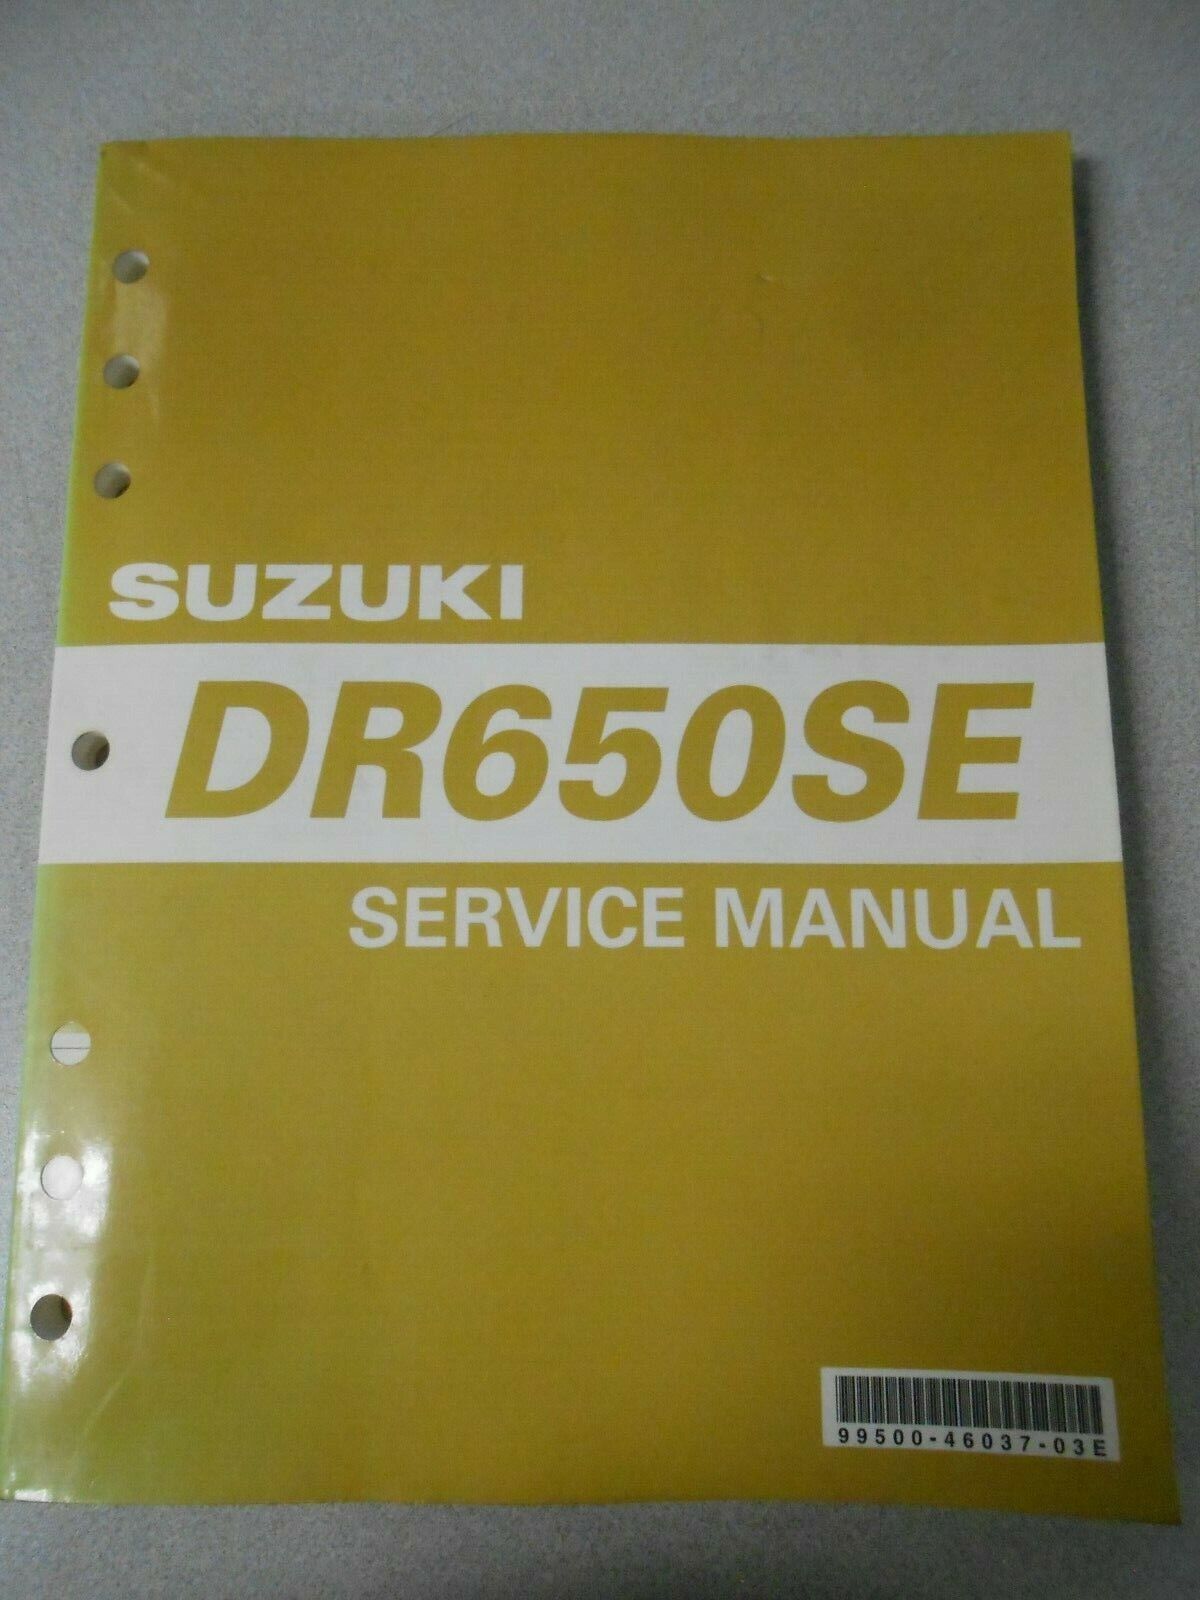 SUZUKI
DR650SE
SERVICE MANUAL
99500-46037-03E